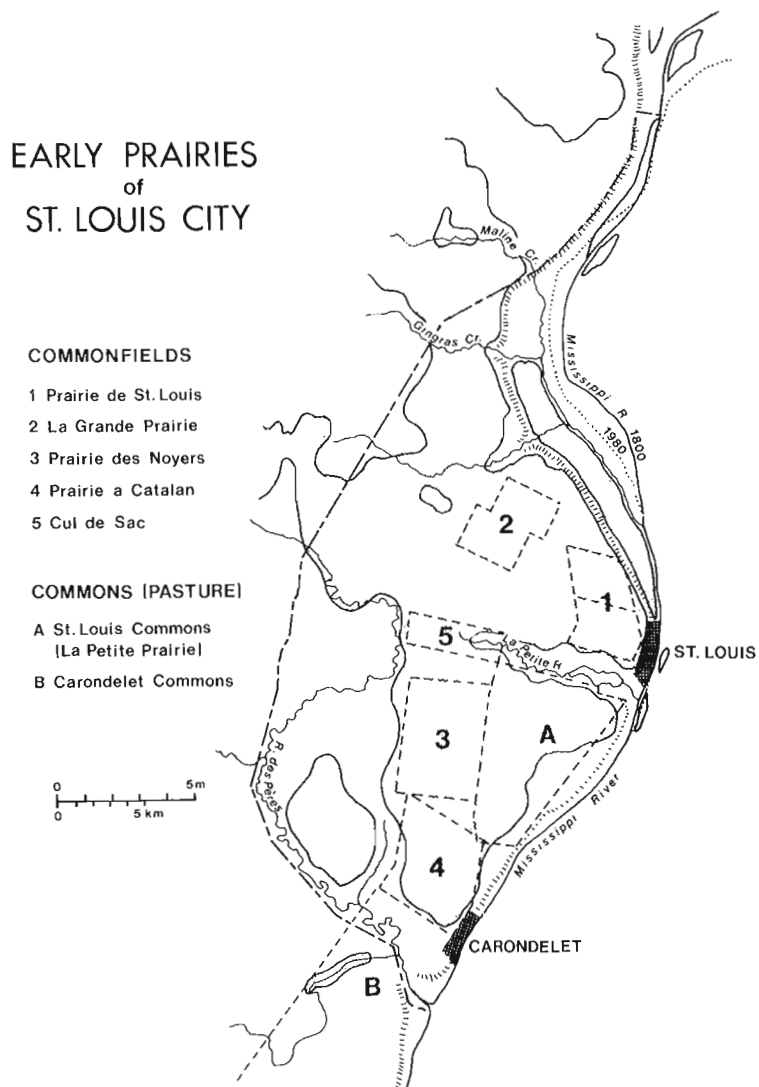 EARLY PRAIRIES
of
ST. LOUIS CITY
COMMONFIELDS
1 Prairie de St. Louis
2 La Grande Prairie
3 Prairie des Noyers
4 Prairie a Catalan
5 Cul de Sac
COMMONS (PASTURE)
A St. Louis Commons
(La Petite Prairie)
B Carondelet Commons
0 5m
0 5 km
Maline Cr.
Gingras Cr.
Mississippi R 1800
1980
2
1
5
La Petite R
ST. LOUIS
A
3
R. des Pères
Mississippi River
4
CARONDELET
B